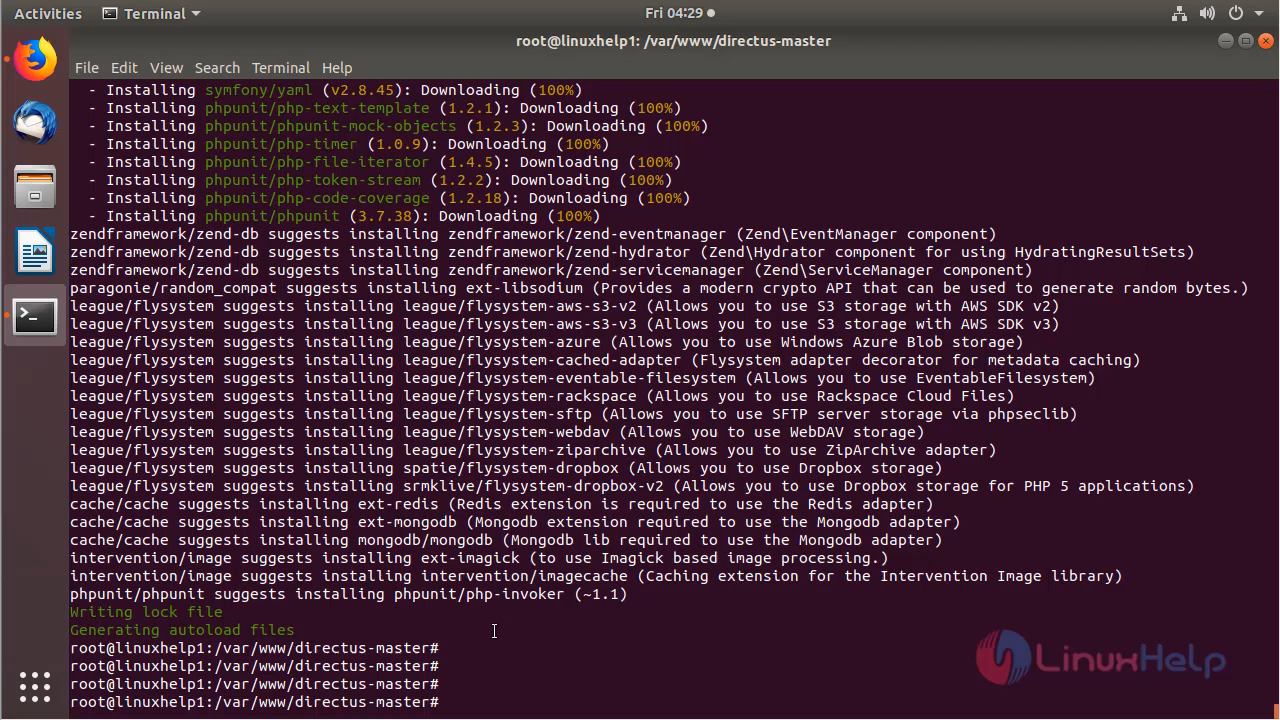 Activities
Terminal
Fri 04:29
root@linuxhelp1: /var/www/directus-master
File Edit View Search Terminal Help
- Installing symfony/yaml (v2.8.45): Downloading (100%)
- Installing phpunit/php-text-template (1.2.1): Downloading (100%)
- Installing phpunit/phpunit-mock-objects (1.2.3): Downloading (100%)
- Installing phpunit/php-timer (1.0.9): Downloading (100%)
- Installing phpunit/php-file-iterator (1.4.5): Downloading (100%)
- Installing phpunit/php-token-stream (1.2.2): Downloading (100%)
- Installing phpunit/php-code-coverage (1.2.18): Downloading (100%)
- Installing phpunit/phpunit (3.7.38): Downloading (100%)
zendframework/zend-db suggests installing zendframework/zend-eventmanager (Zend\EventManager component)
zendframework/zend-db suggests installing zendframework/zend-hydrator (Zend\Hydrator component for using HydratingResultSets)
zendframework/zend-db suggests installing zendframework/zend-servicemanager (Zend\ServiceManager component)
paragonie/random_compat suggests installing ext-libsodium (Provides a modern crypto API that can be used to generate random bytes.)
league/flysystem suggests installing league/flysystem-aws-s3-v2 (Allows you to use S3 storage with AWS SDK v2)
league/flysystem suggests installing league/flysystem-aws-s3-v3 (Allows you to use S3 storage with AWS SDK v3)
league/flysystem suggests installing league/flysystem-azure (Allows you to use Windows Azure Blob storage)
league/flysystem suggests installing league/flysystem-cached-adapter (Flysystem adapter decorator for metadata caching)
league/flysystem suggests installing league/flysystem-eventable-filesystem (Allows you to use EventableFilesystem)
league/flysystem suggests installing league/flysystem-rackspace (Allows you to use Rackspace Cloud Files)
league/flysystem suggests installing league/flysystem-sftp (Allows you to use SFTP server storage via phpseclib)
league/flysystem suggests installing league/flysystem-webdav (Allows you to use WebDAV storage)
league/flysystem suggests installing league/flysystem-ziparchive (Allows you to use ZipArchive adapter)
league/flysystem suggests installing spatie/flysystem-dropbox (Allows you to use Dropbox storage)
league/flysystem suggests installing srmklive/flysystem-dropbox-v2 (Allows you to use Dropbox storage for PHP 5 applications)
cache/cache suggests installing ext-redis (Redis extension is required to use the Redis adapter)
cache/cache suggests installing ext-mongodb (Mongodb extension required to use the Mongodb adapter)
cache/cache suggests installing mongodb/mongodb (Mongodb lib required to use the Mongodb adapter)
intervention/image suggests installing ext-imagick (to use Imagick based image processing.)
intervention/image suggests installing intervention/imagecache (Caching extension for the Intervention Image library)
phpunit/phpunit suggests installing phpunit/php-invoker (~1.1)
Writing lock file
Generating autoload files
root@linuxhelp1:/var/www/directus-master#
root@linuxhelp1:/var/www/directus-master#
root@linuxhelp1:/var/www/directus-master#
root@linuxhelp1:/var/www/directus-master#
LinuxHelp